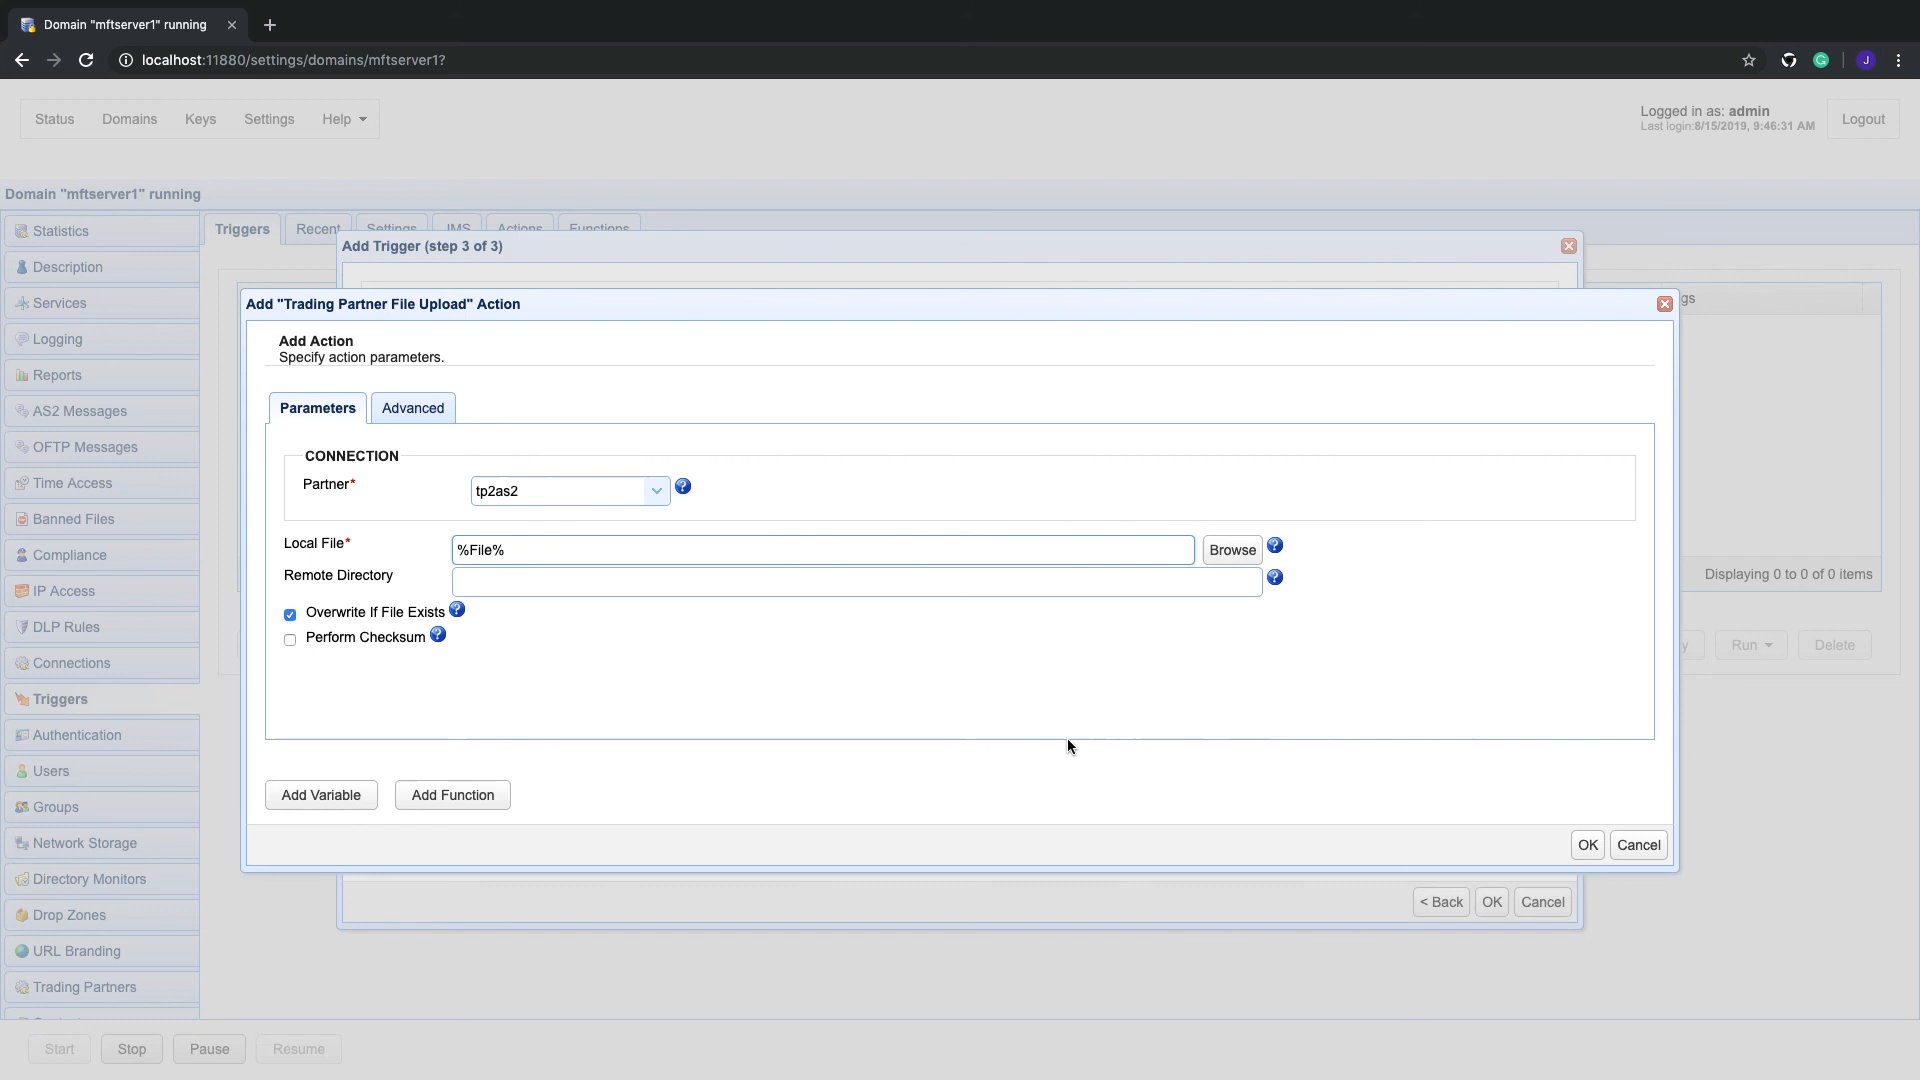 Domain "mftserver1" running
localhost:11880/settings/domains/mftserver1?
J
Status Domains Keys Settings Help
Logged in as: admin
Last login:8/15/2019, 9:46:31 AM
Logout
Domain "mftserver1" running
Statistics
Description
Services
Logging
Reports
AS2 Messages
OFTP Messages
Time Access
Banned Files
Compliance
IP Access
DLP Rules
Connections
Triggers
Authentication
Users
Groups
Network Storage
Directory Monitors
Drop Zones
URL Branding
Trading Partners
Triggers Recent Settings JMS Actions Functions
Add Trigger (step 3 of 3)
Add "Trading Partner File Upload" Action
Add Action
Specify action parameters.
Parameters Advanced
CONNECTION
Partner* tp2as2
Local File* %File% Browse
Remote Directory
Overwrite If File Exists
Perform Checksum
Add Variable Add Function
OK Cancel
gs
Displaying 0 to 0 of 0 items
y Run Delete
< Back OK Cancel
Start Stop Pause Resume